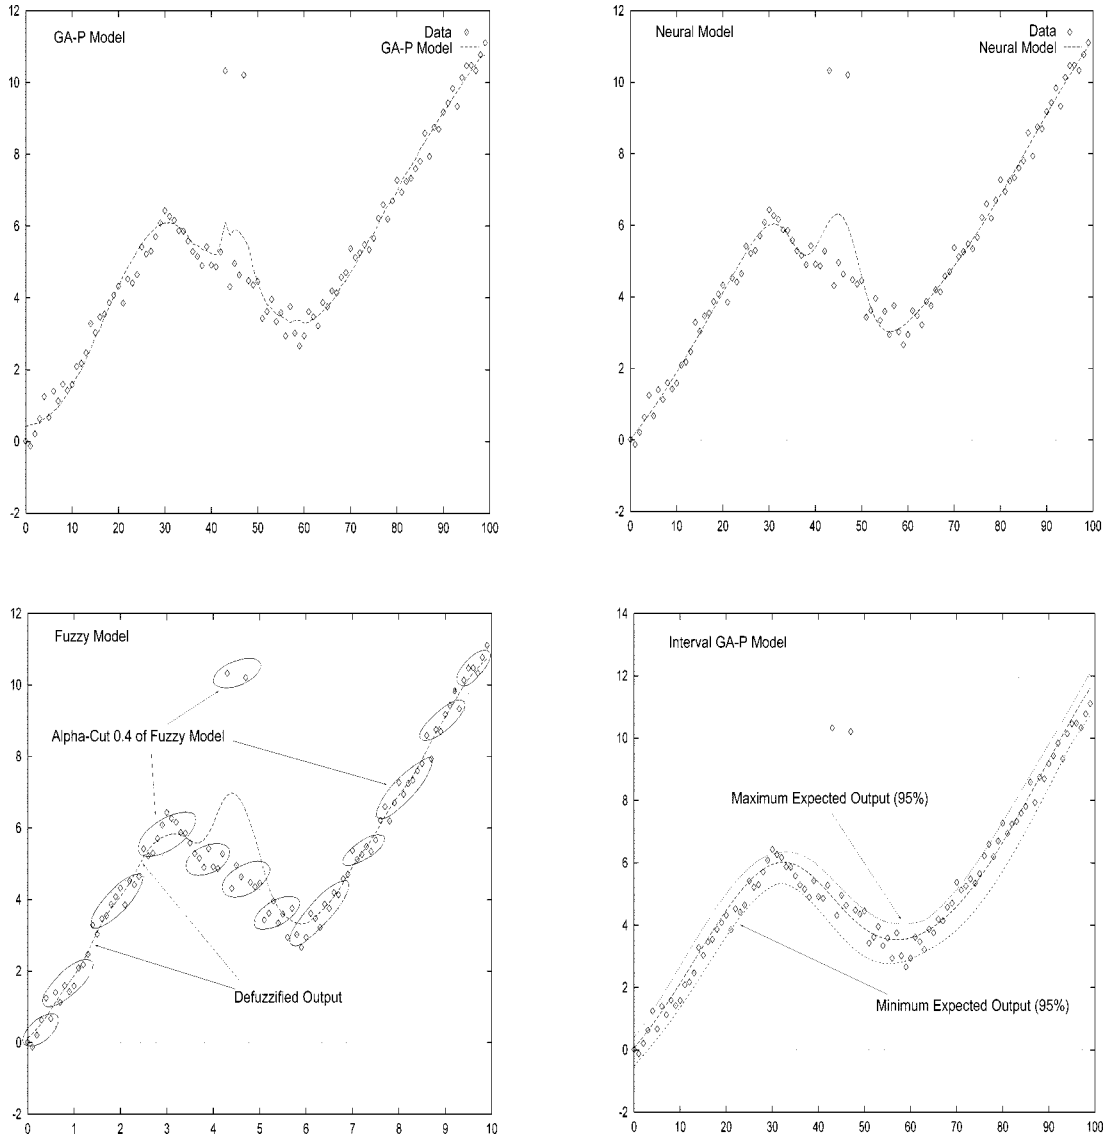 GA-P Model
Data
GA-P Model
12
10
8
6
4
2
0
-2
0 10 20 30 40 50 60 70 80 90 100
Neural Model
Data
Neural Model
12
10
8
6
4
2
0
-2
0 10 20 30 40 50 60 70 80 90 100
Fuzzy Model
Alpha-Cut 0.4 of Fuzzy Model
Defuzzified Output
12
10
8
6
4
2
0
-2
0 1 2 3 4 5 6 7 8 9 10
Interval GA-P Model
Maximum Expected Output (95%)
Minimum Expected Output (95%)
14
12
10
8
6
4
2
0
-2
0 10 20 30 40 50 60 70 80 90 100